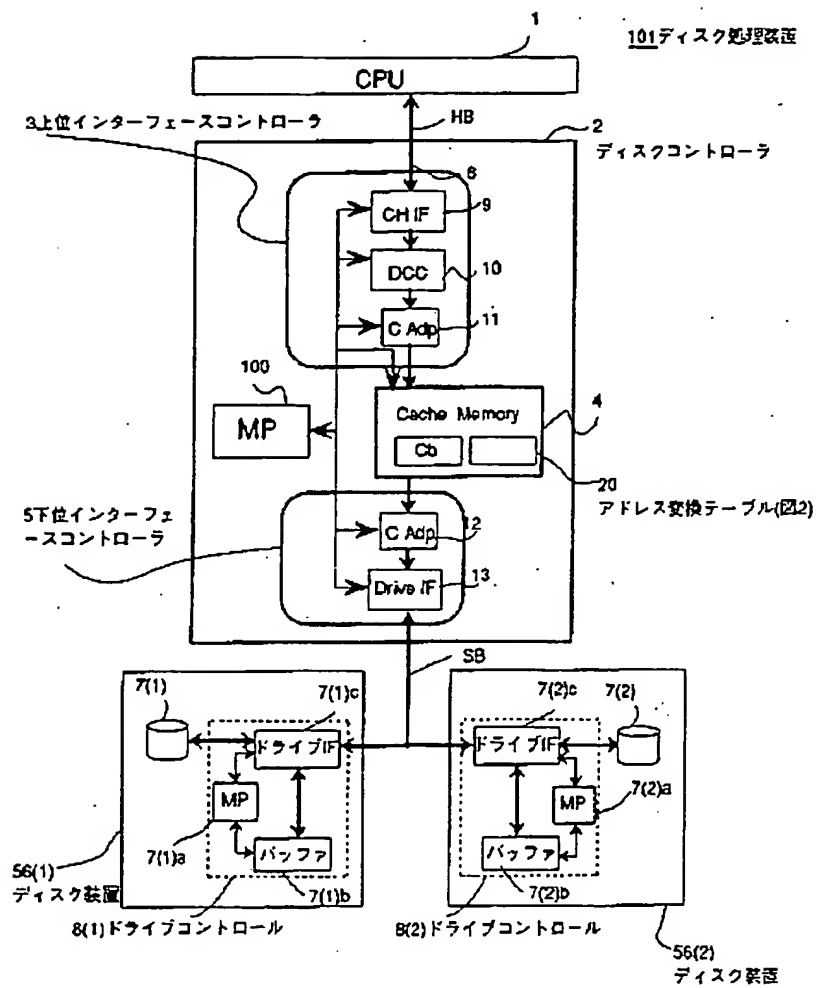 1
101ディスク処理装置
CPU
3上位インターフェースコントローラ
HB
2
ディスクコントローラ
8
CH IF
9
DCC
10
C Adp
11
100
MP
Cache Memory
4
Cb
20
アドレス変換テーブル(図2)
5下位インターフェ
ースコントローラ
C Adp
12
Drive IF
13
SB
7(1)
7(1)c
7(2)c
7(2)
ドライブIF
ドライブIF
MP
MP
7(1)a
7(2)a
バッファ
バッファ
56(1)
ディスク装置
7(1)b
7(2)b
8(1)ドライブコントロール
8(2)ドライブコントロール
56(2)
ディスク装置